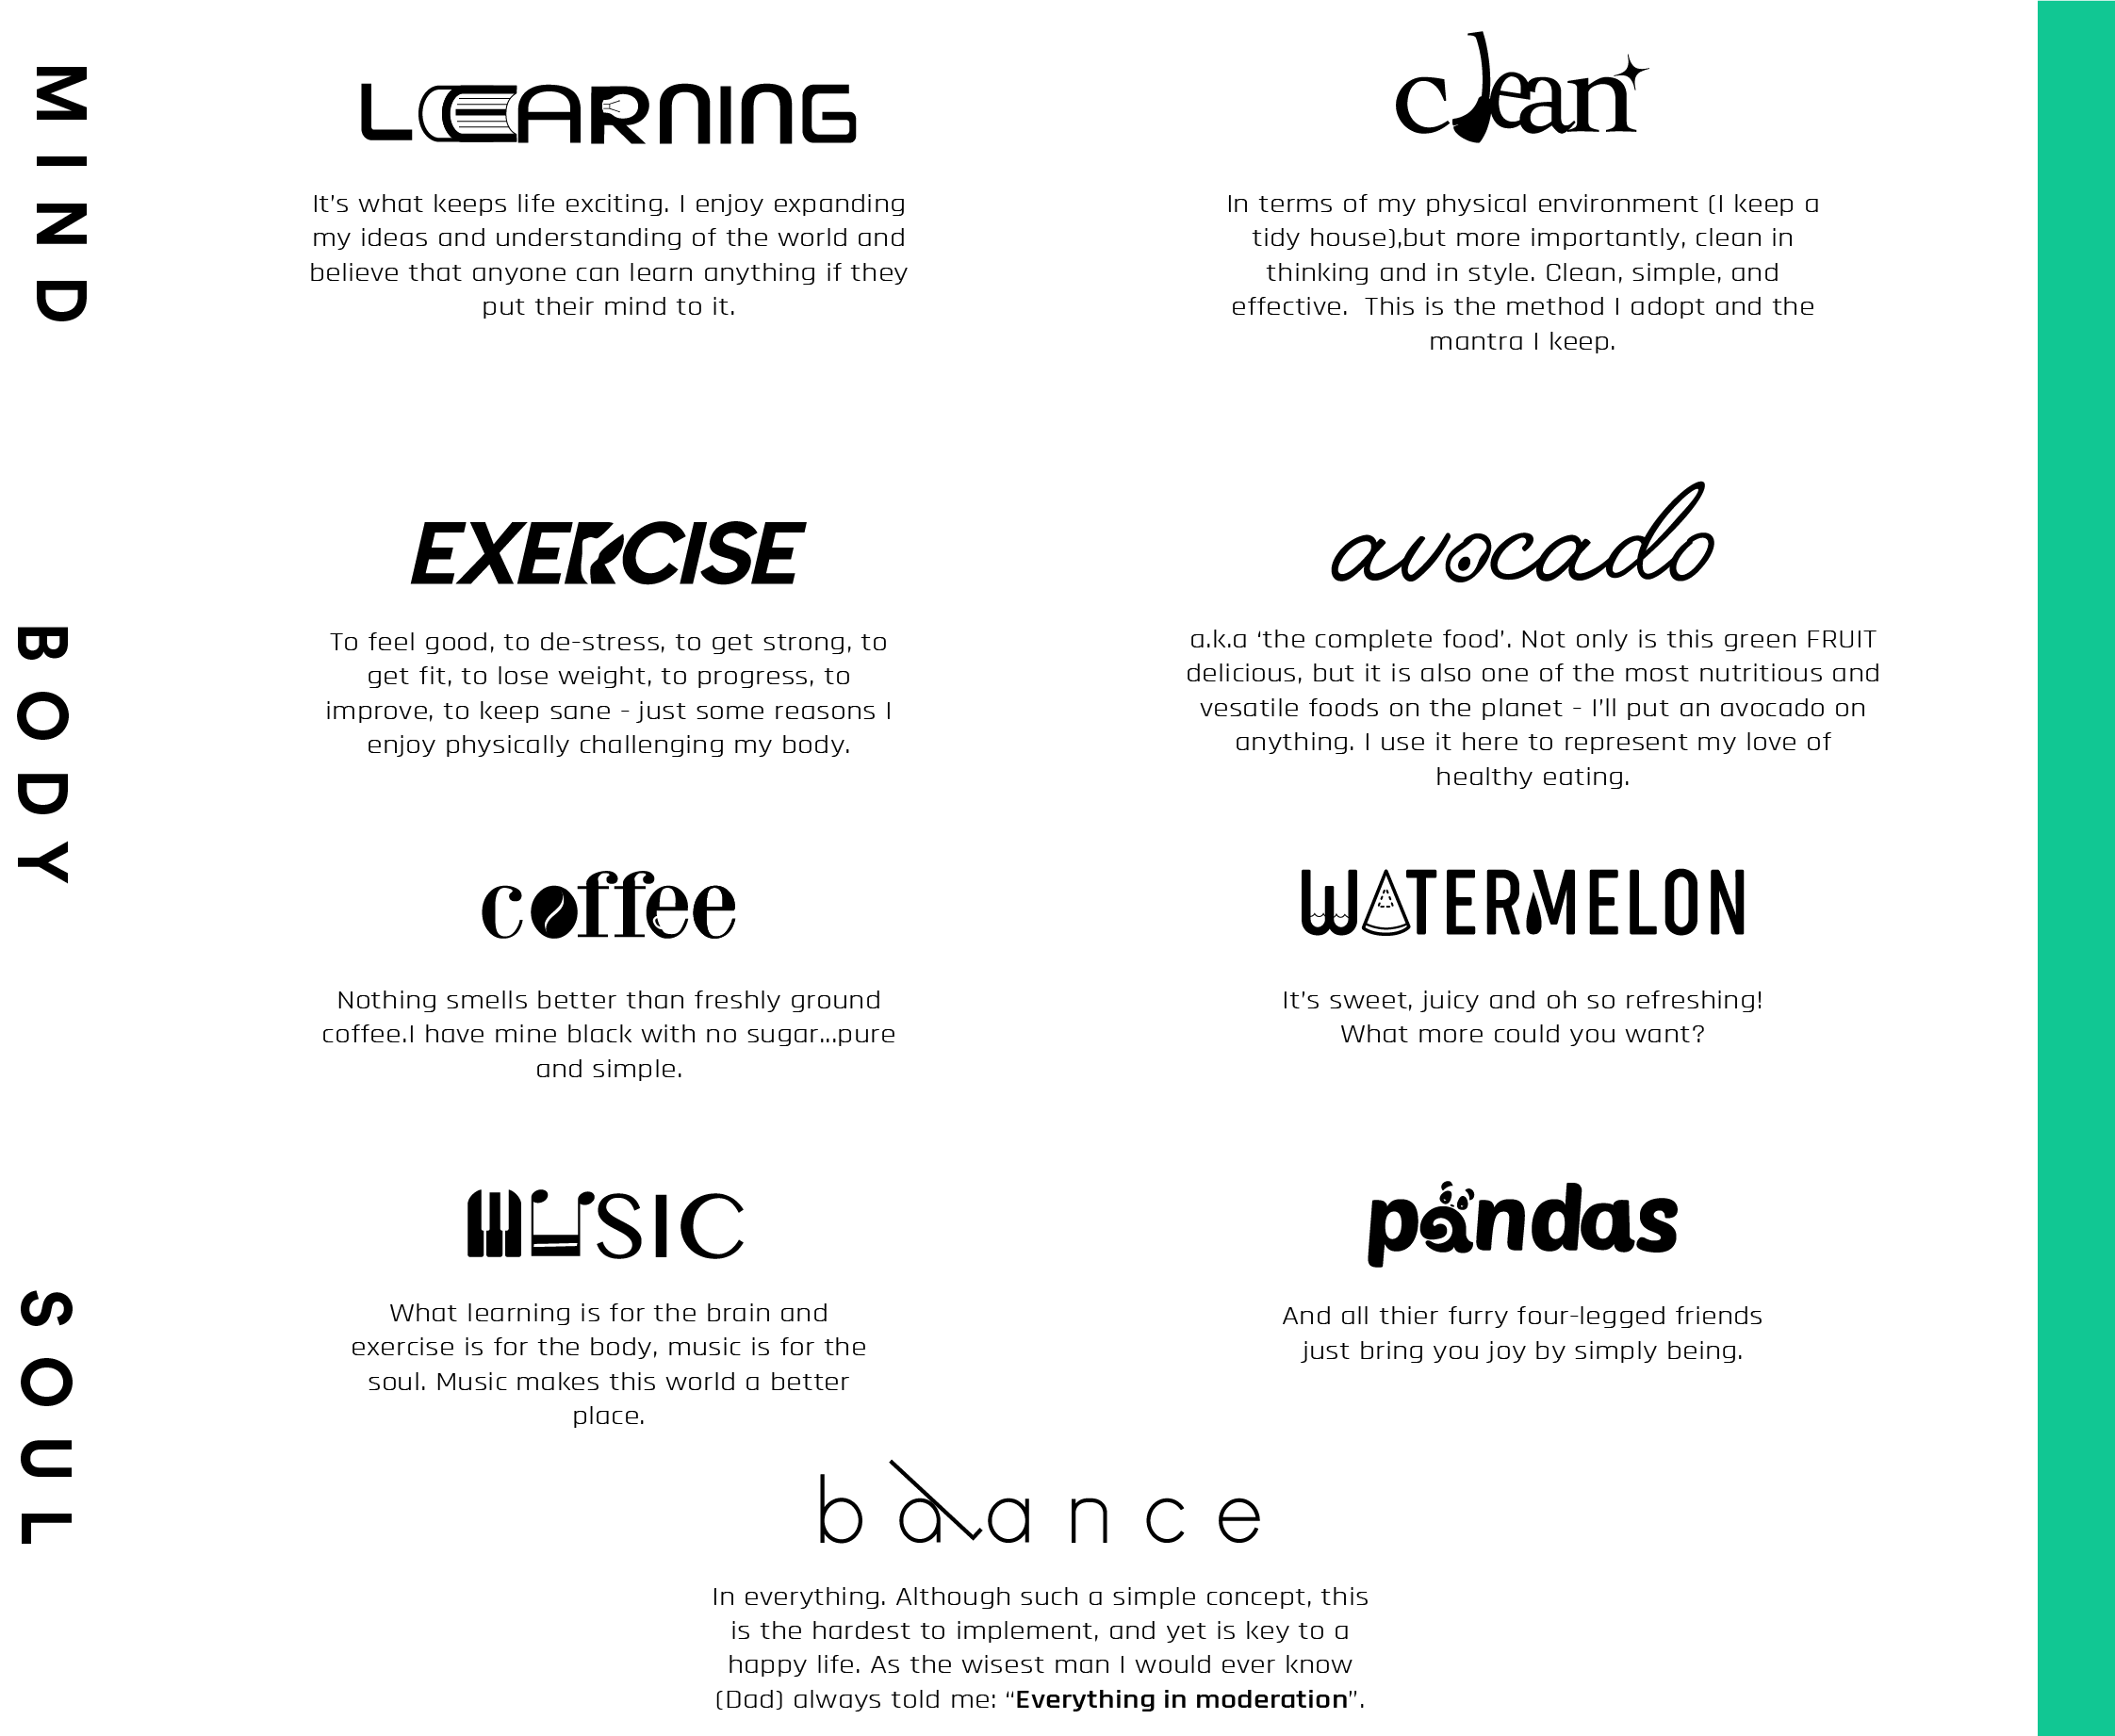 MIND
LEARNING
It’s what keeps life exciting. I enjoy expanding
my ideas and understanding of the world and
believe that anyone can learn anything if they
put their mind to it.
clean
In terms of my physical environment (I keep a
tidy house),but more importantly, clean in
thinking and in style. Clean, simple, and
effective.  This is the method I adopt and the
mantra I keep.
BODY
EXERCISE
To feel good, to de-stress, to get strong, to
get fit, to lose weight, to progress, to
improve, to keep sane - just some reasons I
enjoy physically challenging my body.
avocado
a.k.a ‘the complete food’. Not only is this green FRUIT
delicious, but it is also one of the most nutritious and
vesatile foods on the planet - I’ll put an avocado on
anything. I use it here to represent my love of
healthy eating.
coffee
Nothing smells better than freshly ground
coffee.I have mine black with no sugar...pure
and simple.
WATERMELON
It’s sweet, juicy and oh so refreshing!
What more could you want?
SOUL
MUSIC
What learning is for the brain and
exercise is for the body, music is for the
soul. Music makes this world a better
place.
pandas
And all thier furry four-legged friends
just bring you joy by simply being.
balance
In everything. Although such a simple concept, this
is the hardest to implement, and yet is key to a
happy life. As the wisest man I would ever know
(Dad) always told me: “Everything in moderation”.